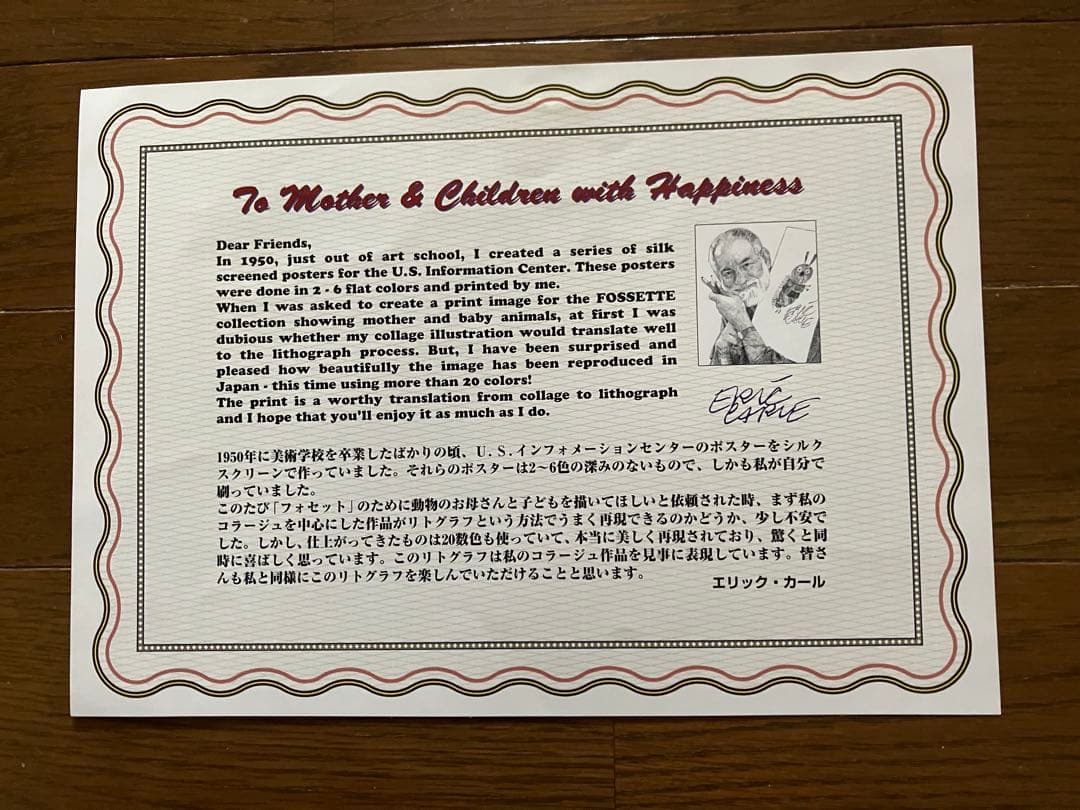 To Mother & Children with Happiness
Dear Friends,
In 1950, just out of art school, I created a series of silk
screened posters for the U.S. Information Center. These posters
were done in 2 - 6 flat colors and printed by me.
When I was asked to create a print image for the FOSSETTE
collection showing mother and baby animals, at first I was
dubious whether my collage illustration would translate well
to the lithograph process. But, I have been surprised and
pleased how beautifully the image has been reproduced in
Japan - this time using more than 20 colors!
The print is a worthy translation from collage to lithograph
and I hope that you'll enjoy it as much as I do.
ERIC
CARLE
1950年に美術学校を卒業したばかりの頃、U.S.インフォメーションセンターのポスターをシルク
スクリーンで作っていました。それらのポスターは2〜6色の深みのないもので、しかも私が自分で
刷っていました。
このたび「フォセット」のために動物のお母さんと子どもを描いてほしいと依頼された時、まず私の
コラージュを中心にした作品がリトグラフという方法でうまく再現できるのかどうか、少し不安で
した。しかし、仕上がってきたものは20数色も使っていて、本当に美しく再現されており、驚くと同
時に喜ばしく思っています。このリトグラフは私のコラージュ作品を見事に表現しています。皆さ
んも私と同様にこのリトグラフを楽しんでいただけることと思います。
エリック・カール